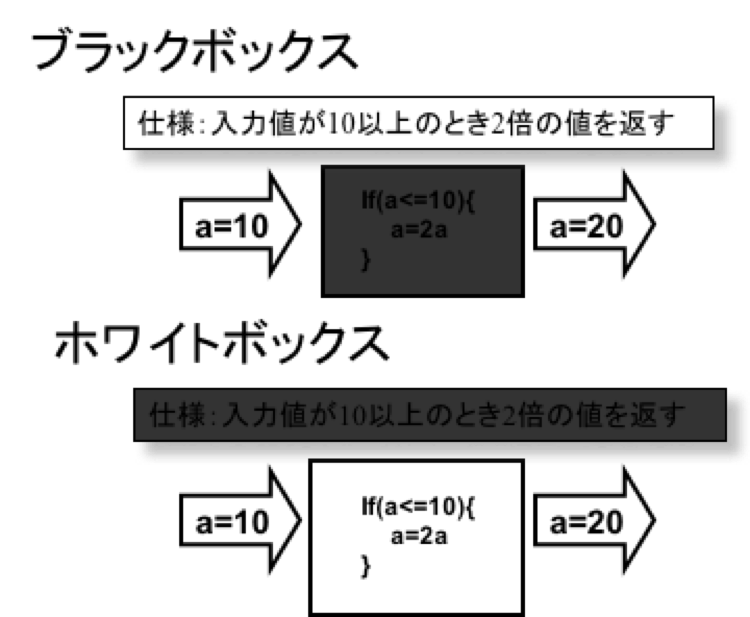 ブラックボックス
仕様：入力値が10以上のとき2倍の値を返す
a=10
If(a<=10){
a=2a
}
a=20
ホワイトボックス
仕様：入力値が10以上のとき2倍の値を返す
a=10
If(a<=10){
a=2a
}
a=20